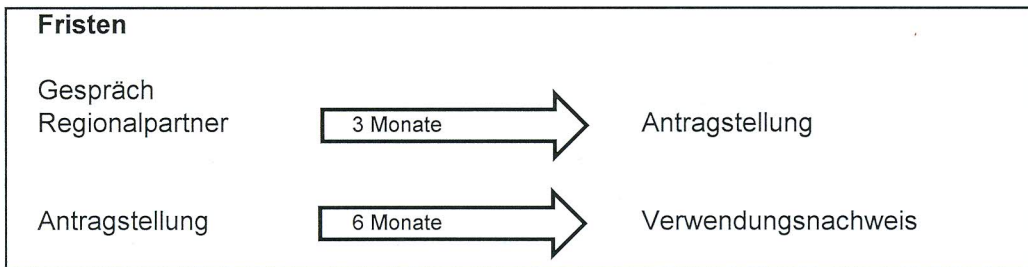 Fristen
Gespräch
Regionalpartner 3 Monate Antragstellung
Antragstellung 6 Monate Verwendungsnachweis